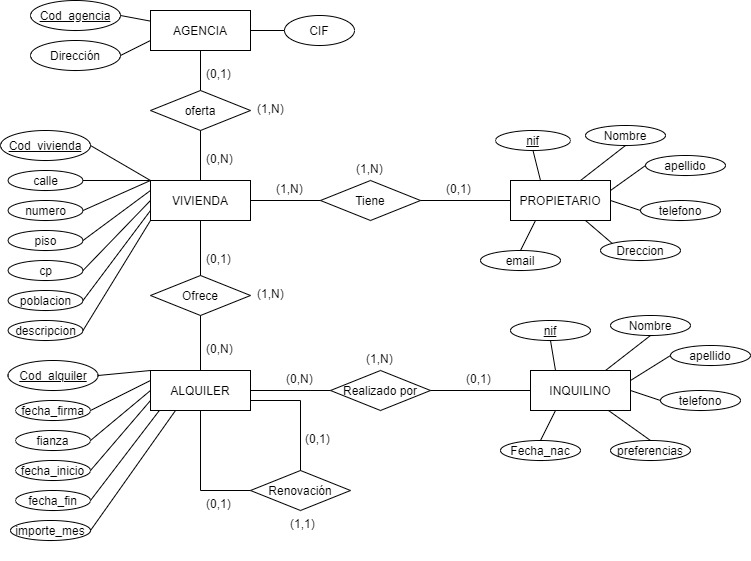 Cod_agencia
Dirección
AGENCIA
CIF
(0,1)
oferta
(1,N)
(0,N)
Cod_vivienda
calle
numero
piso
cp
poblacion
descripcion
VIVIENDA
(1,N)
(1,N)
Tiene
(0,1)
PROPIETARIO
nif
Nombre
apellido
telefono
Dreccion
email
(0,1)
Ofrece
(1,N)
(0,N)
Cod_alquiler
fecha_firma
fianza
fecha_inicio
fecha_fin
importe_mes
ALQUILER
(0,N)
(1,N)
Realizado por
(0,1)
INQUILINO
nif
Nombre
apellido
telefono
preferencias
Fecha_nac
(0,1)
Renovación
(0,1)
(1,1)